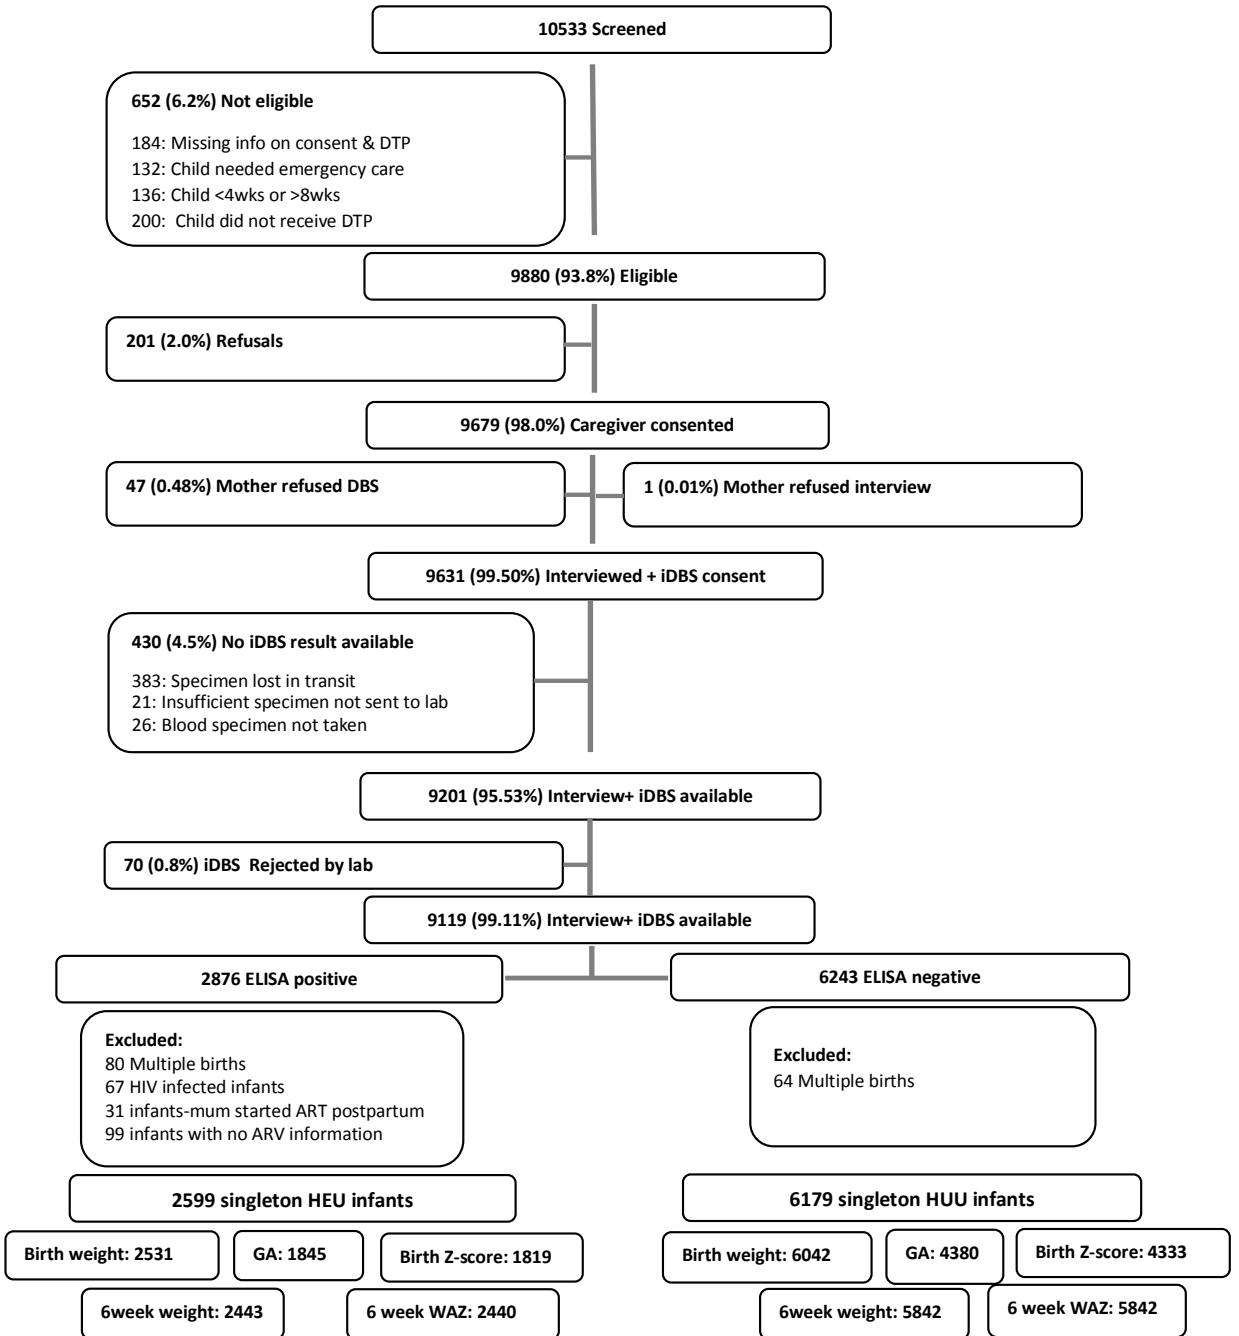 10533 Screened
652 (6.2%) Not eligible
184: Missing info on consent & DTP
132: Child needed emergency care
136: Child <4wks or >8wks
200:  Child did not receive DTP
9880 (93.8%) Eligible
201 (2.0%) Refusals
9679 (98.0%) Caregiver consented
47 (0.48%) Mother refused DBS
1 (0.01%) Mother refused interview
9631 (99.50%) Interviewed + iDBS consent
430 (4.5%) No iDBS result available
383: Specimen lost in transit
21: Insufficient specimen not sent to lab
26: Blood specimen not taken
9201 (95.53%) Interview+ iDBS available
70 (0.8%) iDBS  Rejected by lab
9119 (99.11%) Interview+ iDBS available
2876 ELISA positive
6243 ELISA negative
Excluded:
80 Multiple births
67 HIV infected infants
31 infants-mum started ART postpartum
99 infants with no ARV information
Excluded:
64 Multiple births
2599 singleton HEU infants
6179 singleton HUU infants
Birth weight: 2531
GA: 1845
Birth Z-score: 1819
Birth weight: 6042
GA: 4380
Birth Z-score: 4333
6week weight: 2443
6 week WAZ: 2440
6week weight: 5842
6 week WAZ: 5842